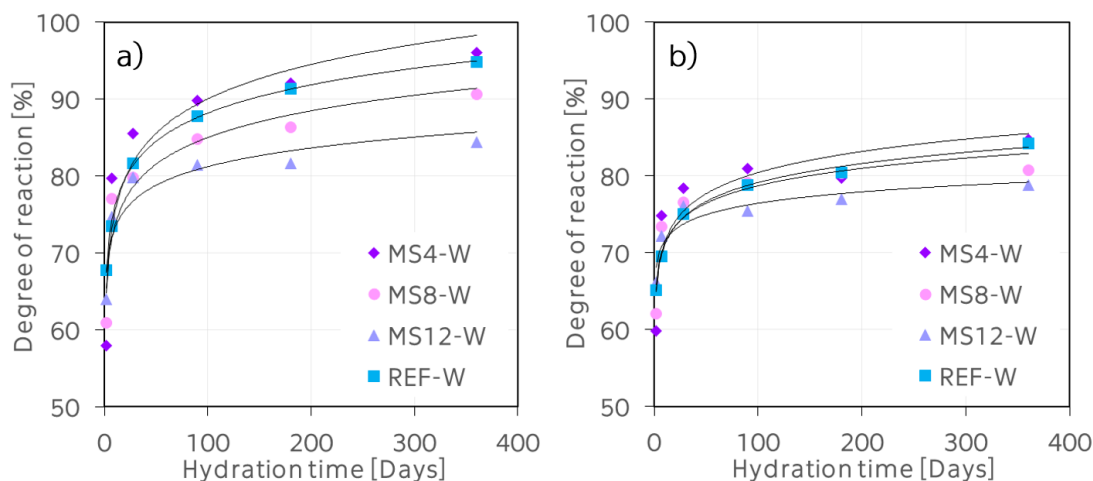 a)
Degree of reaction [%]
100
90
80
70
60
50
MS4-W
MS8-W
MS12-W
REF-W
0
100
200
300
400
Hydration time [Days]
b)
Degree of reaction [%]
100
90
80
70
60
50
MS4-W
MS8-W
MS12-W
REF-W
0
100
200
300
400
Hydration time [Days]